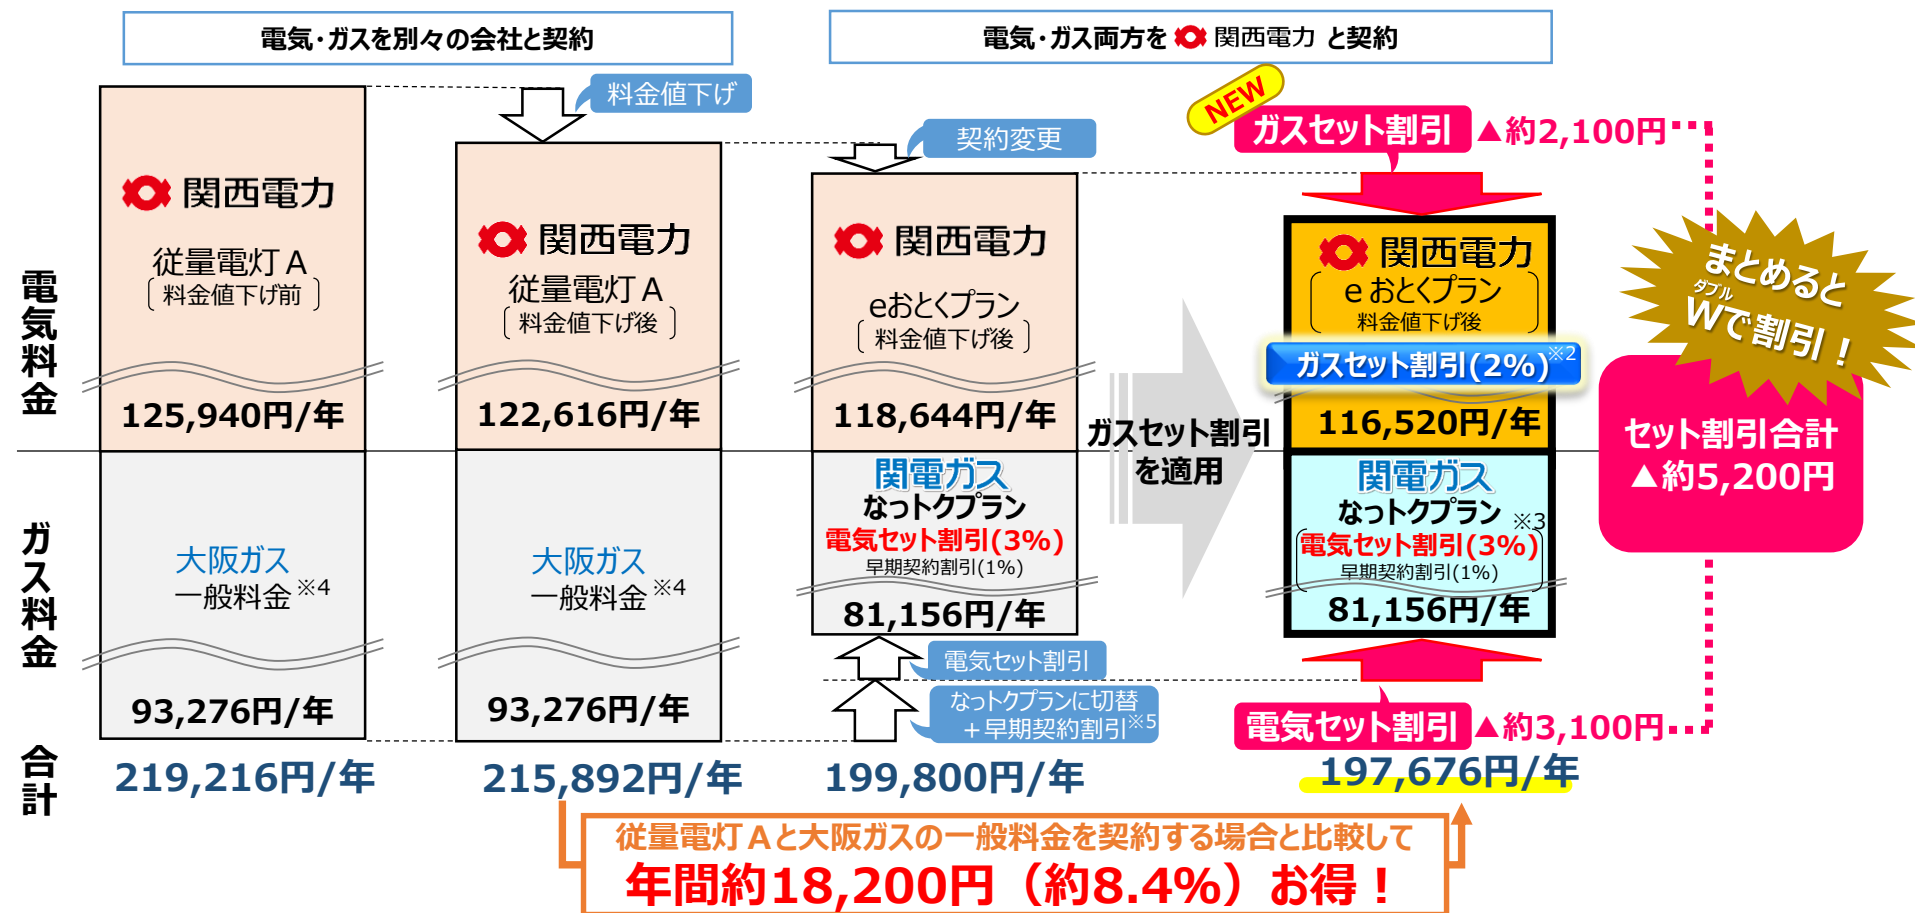 電気・ガスを別々の会社と契約
電気・ガス両方を 関西電力 と契約
料金値下げ
契約変更
NEW
ガスセット割引 ▲約2,100円
電気料金
関西電力
従量電灯A
料金値下げ前
125,940円/年
関西電力
従量電灯A
料金値下げ後
122,616円/年
関西電力
eおとくプラン
料金値下げ後
118,644円/年
ガスセット割引
を適用
関西電力
eおとくプラン
料金値下げ後
ガスセット割引(2%)※2
116,520円/年
まとめると
ダブル
Wで割引！
セット割引合計
▲約5,200円
ガス料金
大阪ガス
一般料金※4
93,276円/年
大阪ガス
一般料金※4
93,276円/年
関電ガス
なっトクプラン
電気セット割引(3%)
早期契約割引(1%)
81,156円/年
関電ガス
なっトクプラン
※3
電気セット割引(3%)
早期契約割引(1%)
81,156円/年
電気セット割引
なっトクプランに切替
＋早期契約割引※5
電気セット割引 ▲約3,100円
合計
219,216円/年
215,892円/年
199,800円/年
197,676円/年
従量電灯Aと大阪ガスの一般料金を契約する場合と比較して
年間約18,200円（約8.4%）お得！